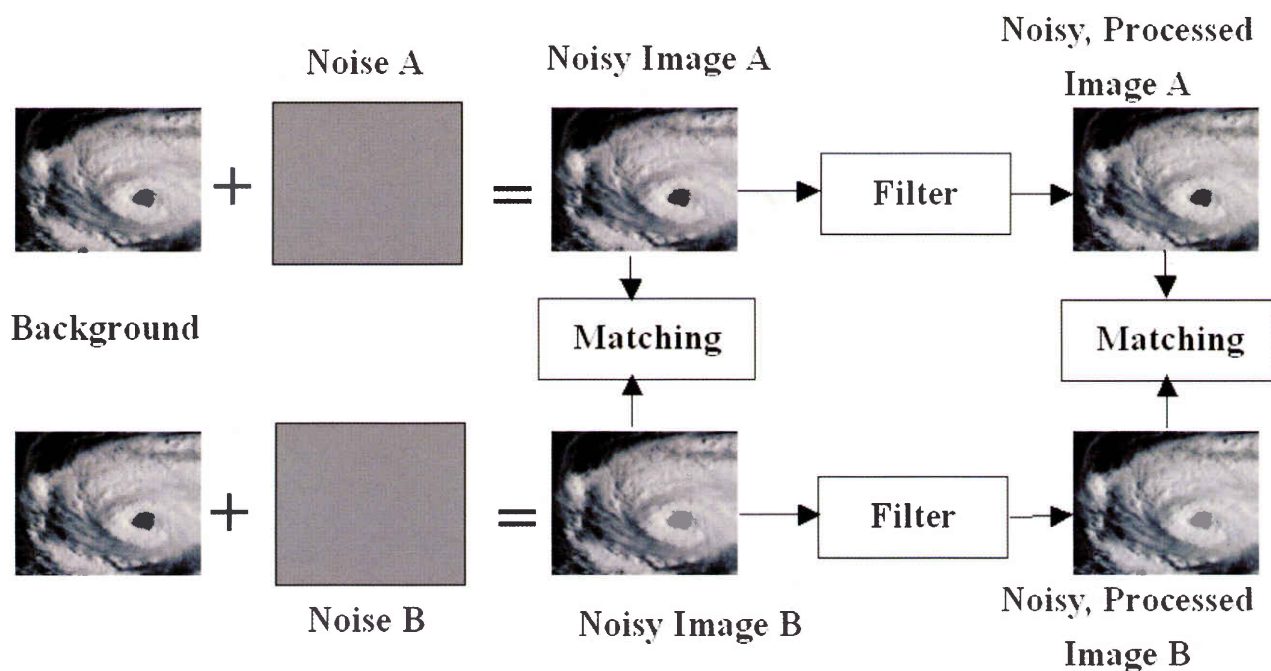 Noise A
Noisy Image A
Noisy, Processed
Image A
Filter
Background
Matching
Matching
Filter
Noise B
Noisy Image B
Noisy, Processed
Image B